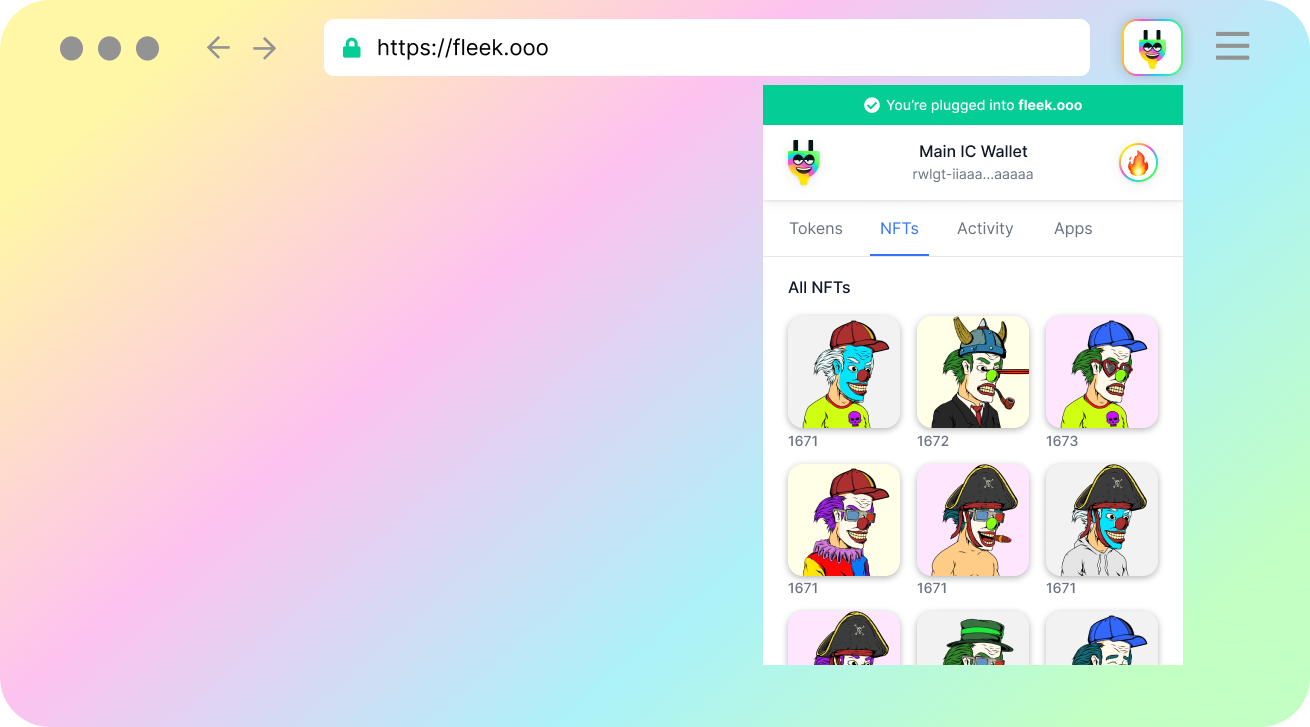 https://fleek.ooo
You're plugged into fleek.ooo
Main IC Wallet
rwlgt-iiaaa...aaaaa
Tokens NFTs Activity Apps
All NFTs
1671 1672 1673
1671 1671 1671